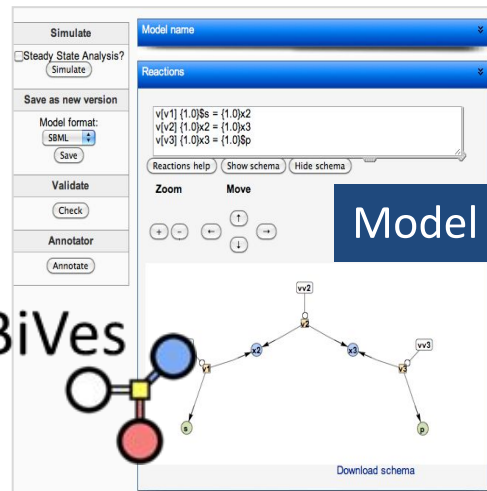 Simulate
Steady State Analysis?
Simulate
Save as new version
Model format:
SBML
Save
Validate
Check
Annotator
Annotate
Model name
Reactions
v[v1] {1.0}$s = {1.0}x2
v[v2] {1.0}x2 = {1.0}x3
v[v3] {1.0}x3 = {1.0}$p
Reactions help Show schema Hide schema
Zoom Move
+ - ← ↑ → ↓
Model
vv2
v2
x2 x3
vv3
v1 v3
s p
BiVes
Download schema